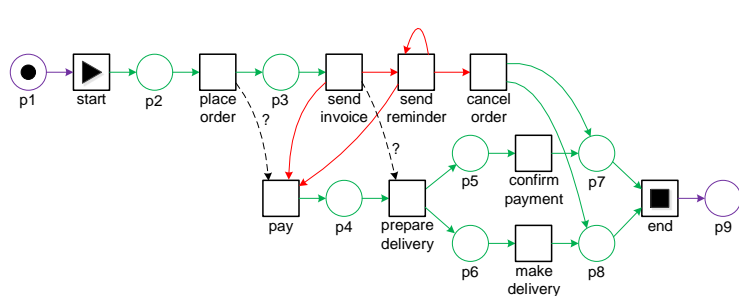 p1
start
p2
place
order
p3
send
invoice
send
reminder
cancel
order
?
?
pay
p4
prepare
delivery
p5
confirm
payment
p7
p6
make
delivery
p8
end
p9